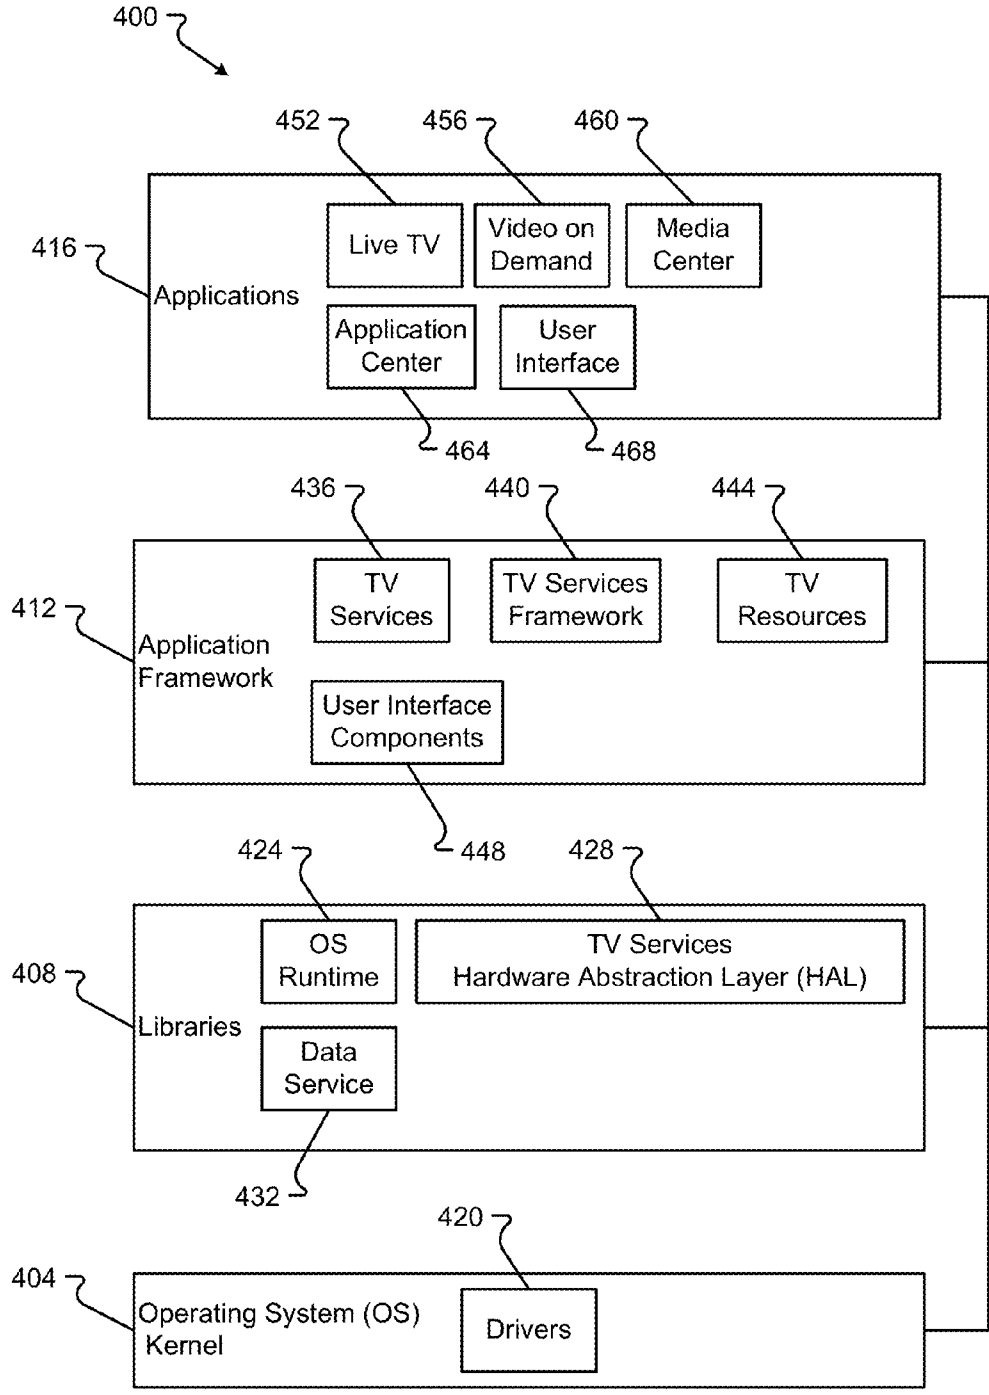 400
452
456
460
416
Applications
Live TV
Video on
Demand
Media
Center
Application
Center
User
Interface
464
468
436
440
444
412
Application
Framework
TV
Services
TV Services
Framework
TV
Resources
User Interface
Components
448
424
428
408
Libraries
OS
Runtime
TV Services
Hardware Abstraction Layer (HAL)
Data
Service
432
420
404
Operating System (OS)
Kernel
Drivers